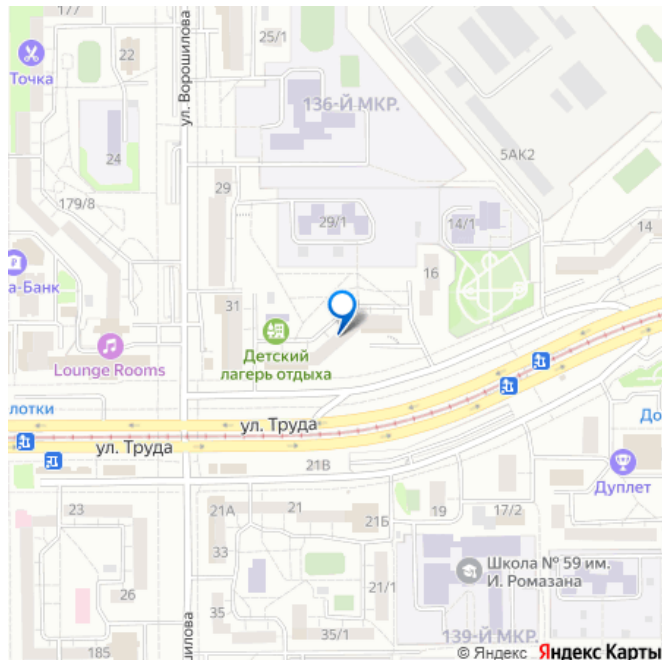 177
25/1
22
Точка
ул. Ворошилова
136-Й МКР.
24
5АК2
29
179/8
29/1
14/1
14
16
а-Банк
31
Детский
лагерь отдыха
Lounge Rooms
лотки
До
ул. Труда
ул. Труда
21В
Дуплет
23
21А
21
21Б
19
17/2
33
Школа № 59 им.
И. Ромазана
26
21/1
35
35/1
139-Й МКР.
185
шилова
© Яндекс Яндекс Карты